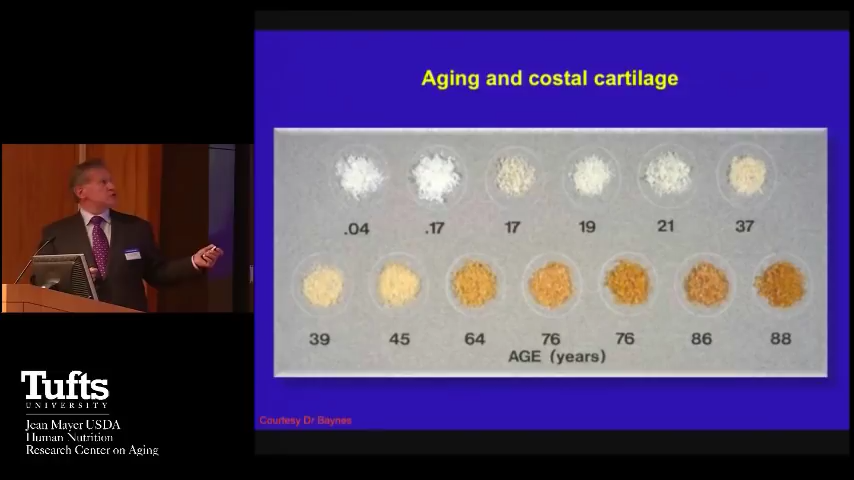 Aging and costal cartilage
.04 .17 17 19 21 37
39 45 64 76 76 86 88
AGE (years)
Courtesy Dr Baynes
Tufts
UNIVERSITY
Jean Mayer USDA
Human Nutrition
Research Center on Aging